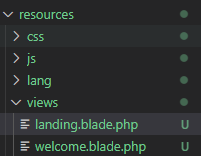 resources
css
js
lang
views
landing.blade.php U
welcome.blade.php U